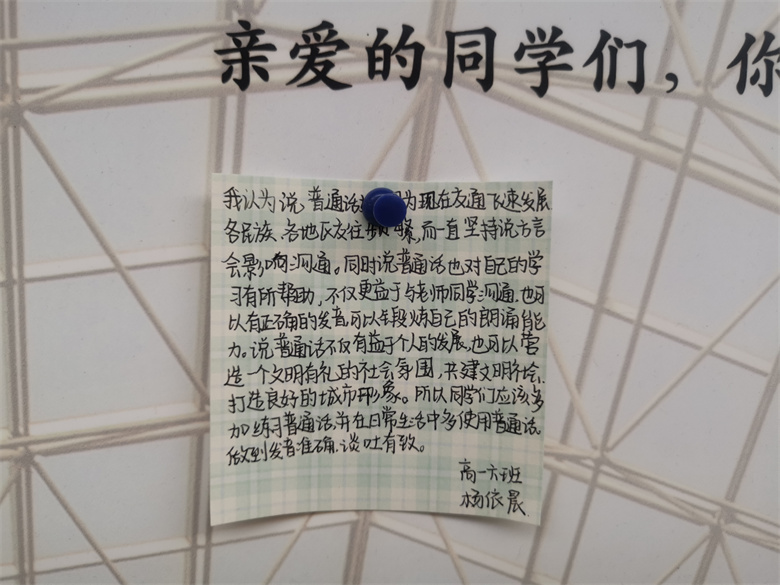 亲爱的同学们，你
我认为说普通话 为现在交通飞速发展
各民族、各地区交往 ，而一直坚持说方言
会影响沟通。同时说普通话也对自己的学
习有所帮助，不仅更益于与老师同学沟通，也可
以有正确的发音，可以锻炼自己的朗诵能
力。说普通话不仅有益于个人的发展，也可以营
造一个文明有礼的社会氛围，共建文明社会，
打造良好的城市形象。所以同学们应该多
加练习普通话，并在日常生活中多使用普通话，
做到发音准确、谈吐有致。
高一六班
杨依晨